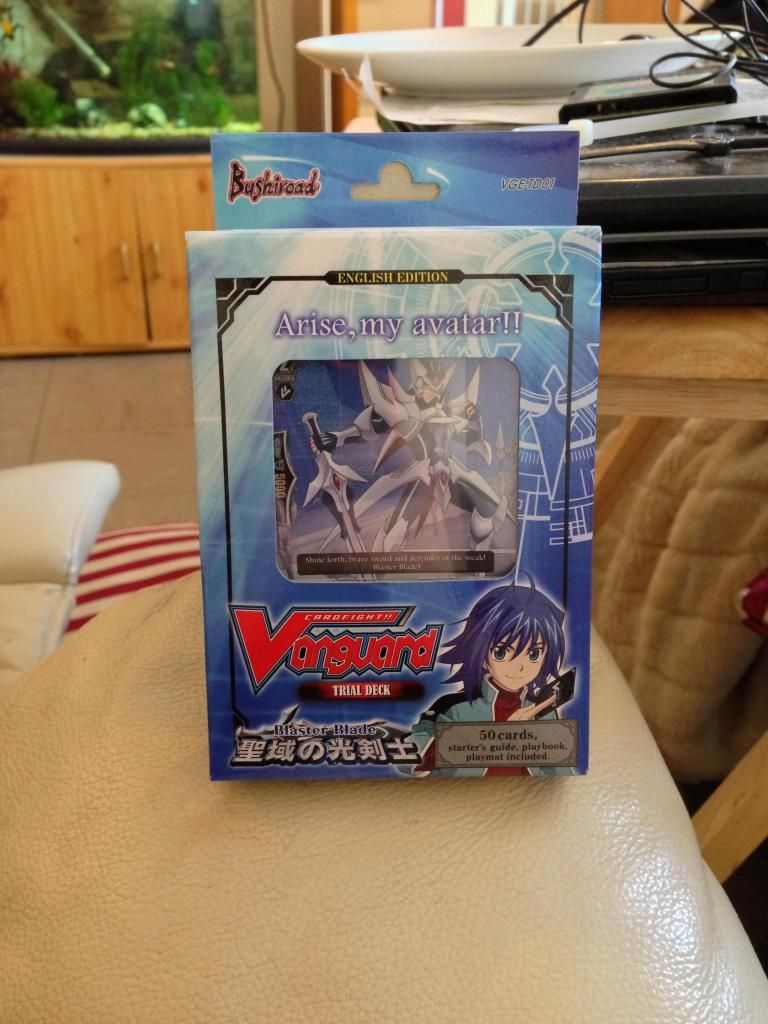 Bushiroad
VGE-TD01
ENGLISH EDITION
Arise, my avatar!!
5000
Shine forth, brave sword and defender of the weak!
Blaster Blade!
CARDFIGHT!!
Vanguard
TRIAL DECK
Blaster Blade
聖域の光剣士
50 cards,
starter's guide, playbook,
playmat included.